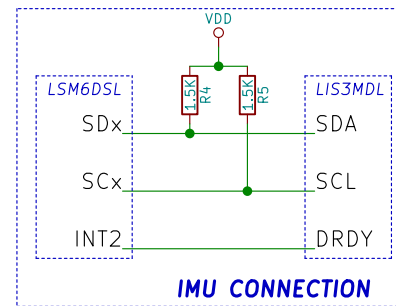 VDD
LSM6DSL
1.5K
R4
1.5K
R5
LIS3MDL
SDx
SDA
SCx
SCL
INT2
DRDY
IMU CONNECTION